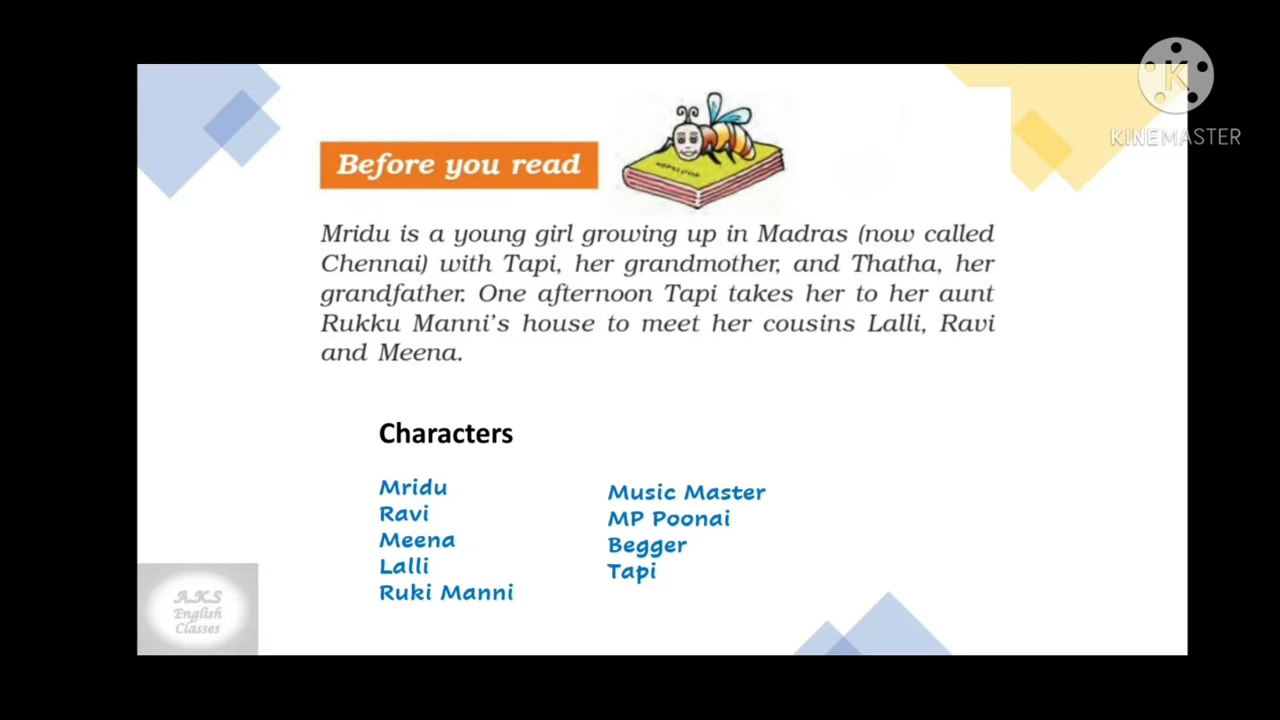 KINEMASTER
Before you read
Mridu is a young girl growing up in Madras (now called
Chennai) with Tapi, her grandmother, and Thatha, her
grandfather. One afternoon Tapi takes her to her aunt
Rukku Manni's house to meet her cousins Lalli, Ravi
and Meena.
Characters
Mridu
Ravi
Meena
Lalli
Ruki Manni
Music Master
MP Poonai
Begger
Tapi
A.K.S
English
Classes